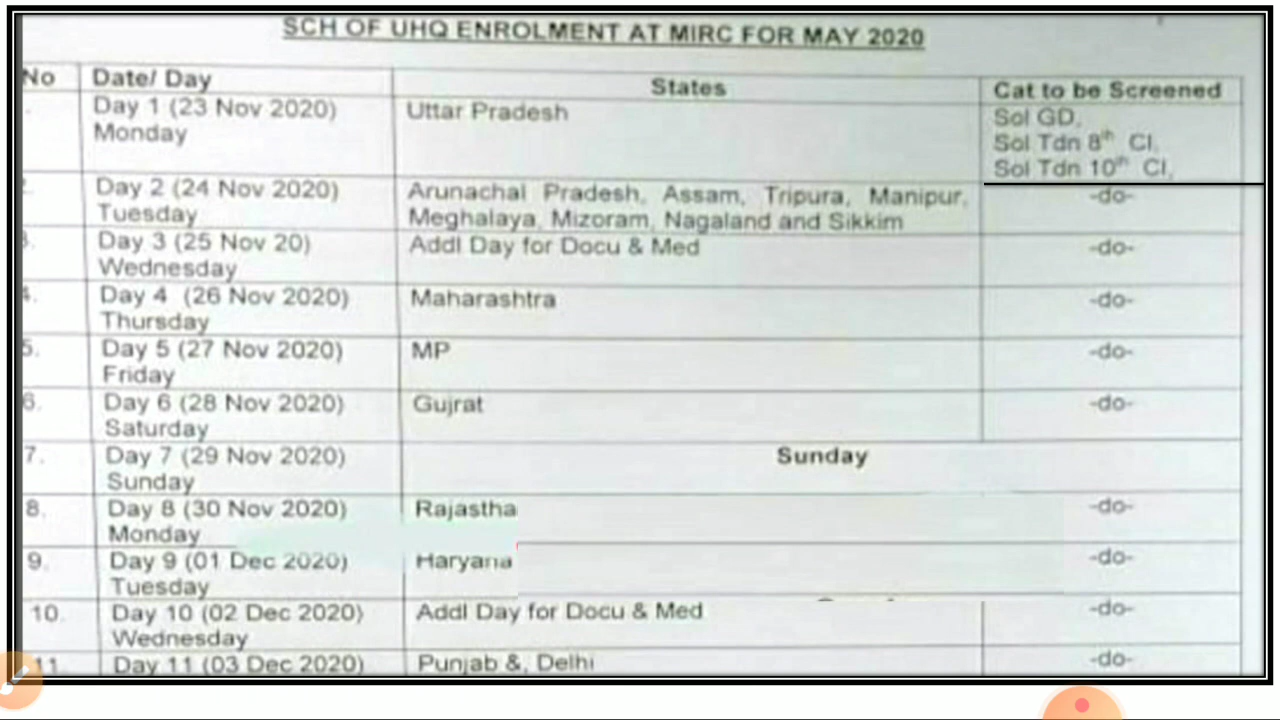 SCH OF UHQ ENROLMENT AT MIRC FOR MAY 2020
No Date/ Day States Cat to be Screened
Day 1 (23 Nov 2020) Uttar Pradesh Sol GD,
Monday Sol Tdn 8th Cl,
Sol Tdn 10th Cl,
Day 2 (24 Nov 2020) Arunachal Pradesh, Assam, Tripura, Manipur, -do-
Tuesday Meghalaya, Mizoram, Nagaland and Sikkim
Day 3 (25 Nov 20) Addl Day for Docu & Med -do-
Wednesday
4. Day 4 (26 Nov 2020) Maharashtra -do-
Thursday
5. Day 5 (27 Nov 2020) MP -do-
Friday
6. Day 6 (28 Nov 2020) Gujrat -do-
Saturday
7. Day 7 (29 Nov 2020) Sunday
Sunday
8. Day 8 (30 Nov 2020) Rajastha -do-
Monday
9. Day 9 (01 Dec 2020) Haryana -do-
Tuesday
10. Day 10 (02 Dec 2020) Addl Day for Docu & Med -do-
Wednesday
11. Day 11 (03 Dec 2020) Punjab &, Delhi -do-